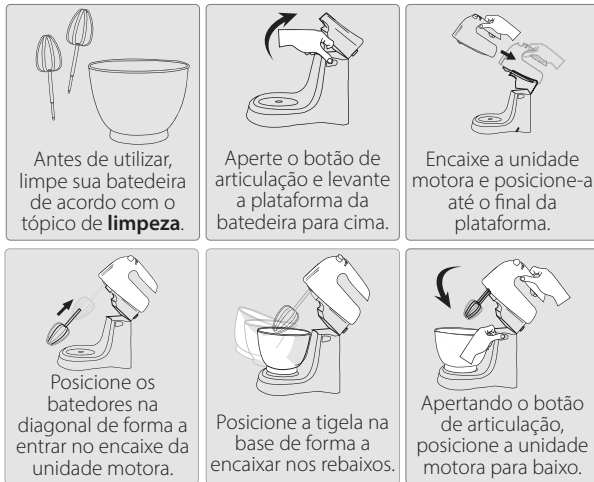 Antes de utilizar,
limpe sua batedeira
de acordo com o
tópico de limpeza.
Aperte o botão de
articulação e levante
a plataforma da
batedeira para cima.
Encaixe a unidade
motora e posicione-a
até o final da
plataforma.
Posicione os
batedores na
diagonal de forma a
entrar no encaixe da
unidade motora.
Posicione a tigela na
base de forma a
encaixar nos rebaixos.
Apertando o botão
de articulação,
posicione a unidade
motora para baixo.